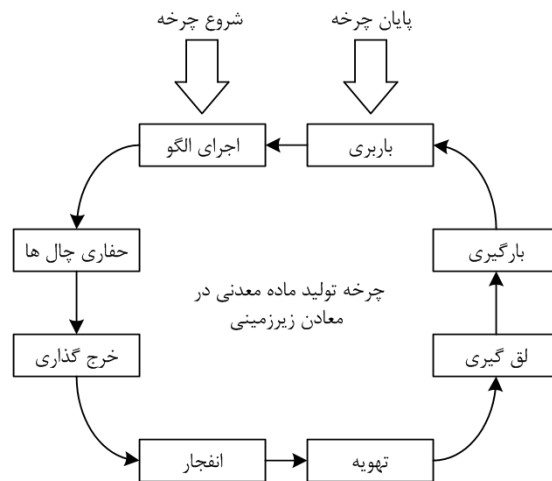 شروع چرخه
پایان چرخه
اجرای الگو
باربری
حفاری چال ها
بارگیری
چرخه تولید ماده معدنی در
معادن زیرزمینی
خرج گذاری
لق گیری
انفجار
تهویه